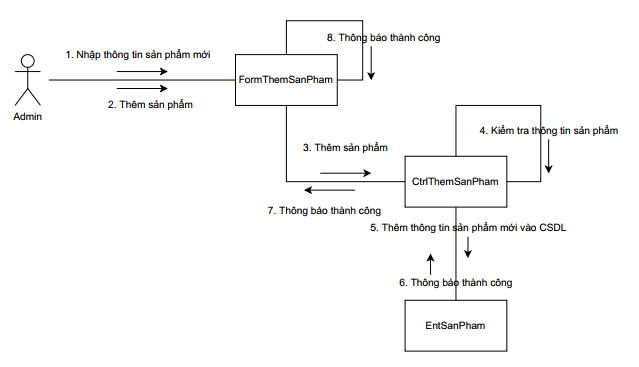 8. Thông báo thành công
1. Nhập thông tin sản phẩm mới
FormThemSanPham
2. Thêm sản phẩm
Admin
4. Kiểm tra thông tin sản phẩm
3. Thêm sản phẩm
CtrlThemSanPham
7. Thông báo thành công
5. Thêm thông tin sản phẩm mới vào CSDL
6. Thông báo thành công
EntSanPham